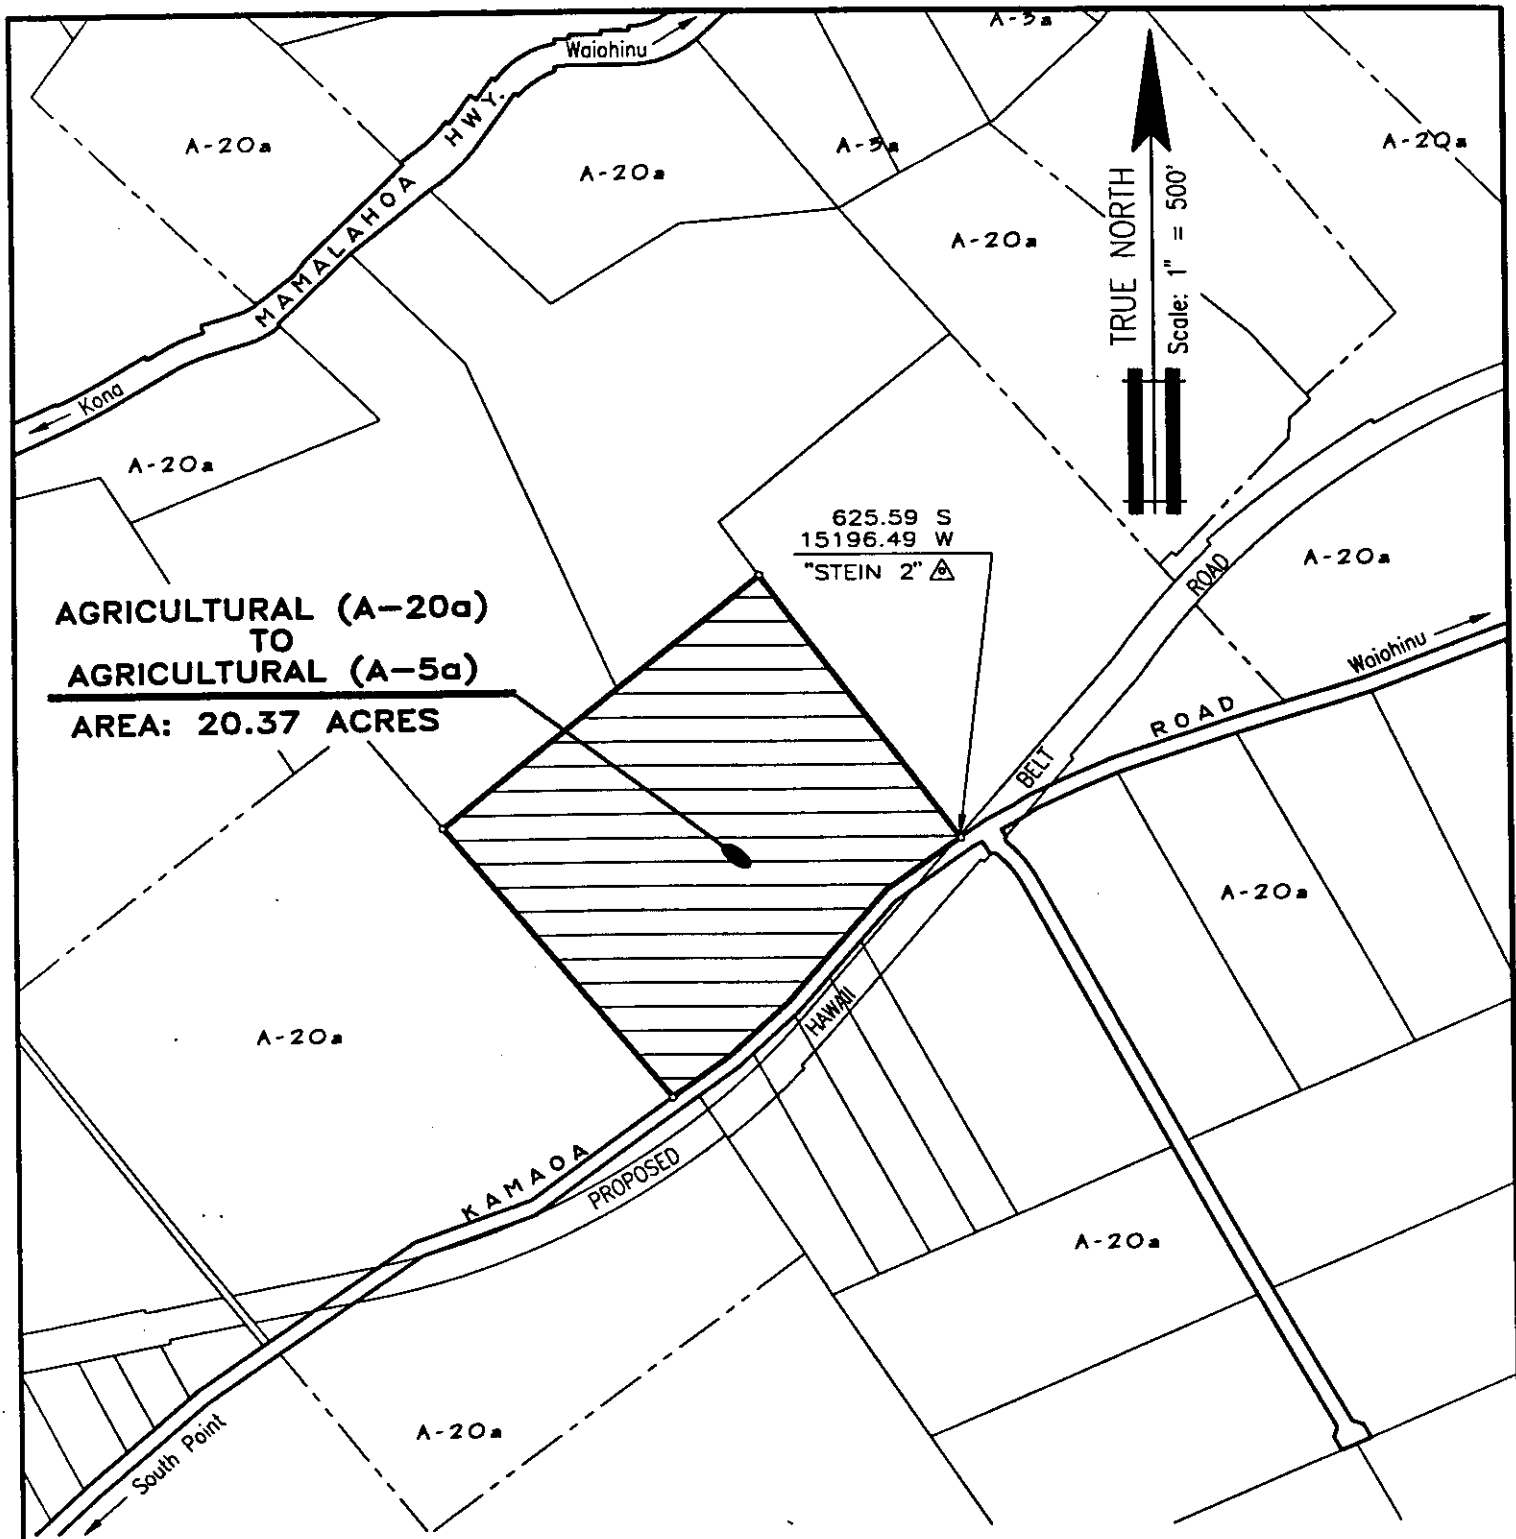 A-3a
Waiohinu
MAMALAHOA HWY.
A-20a
A-20a
A-3a
A-20a
A-20a
TRUE NORTH
Scale: 1" = 500'
Kona
A-20a
625.59 S
15196.49 W
"STEIN 2"
ROAD
A-20a
AGRICULTURAL (A-20a)
TO
AGRICULTURAL (A-5a)
AREA: 20.37 ACRES
Waiohinu
ROAD
BELT
A-20a
HAWAII
A-20a
KAMAOA
PROPOSED
A-20a
A-20a
South Point